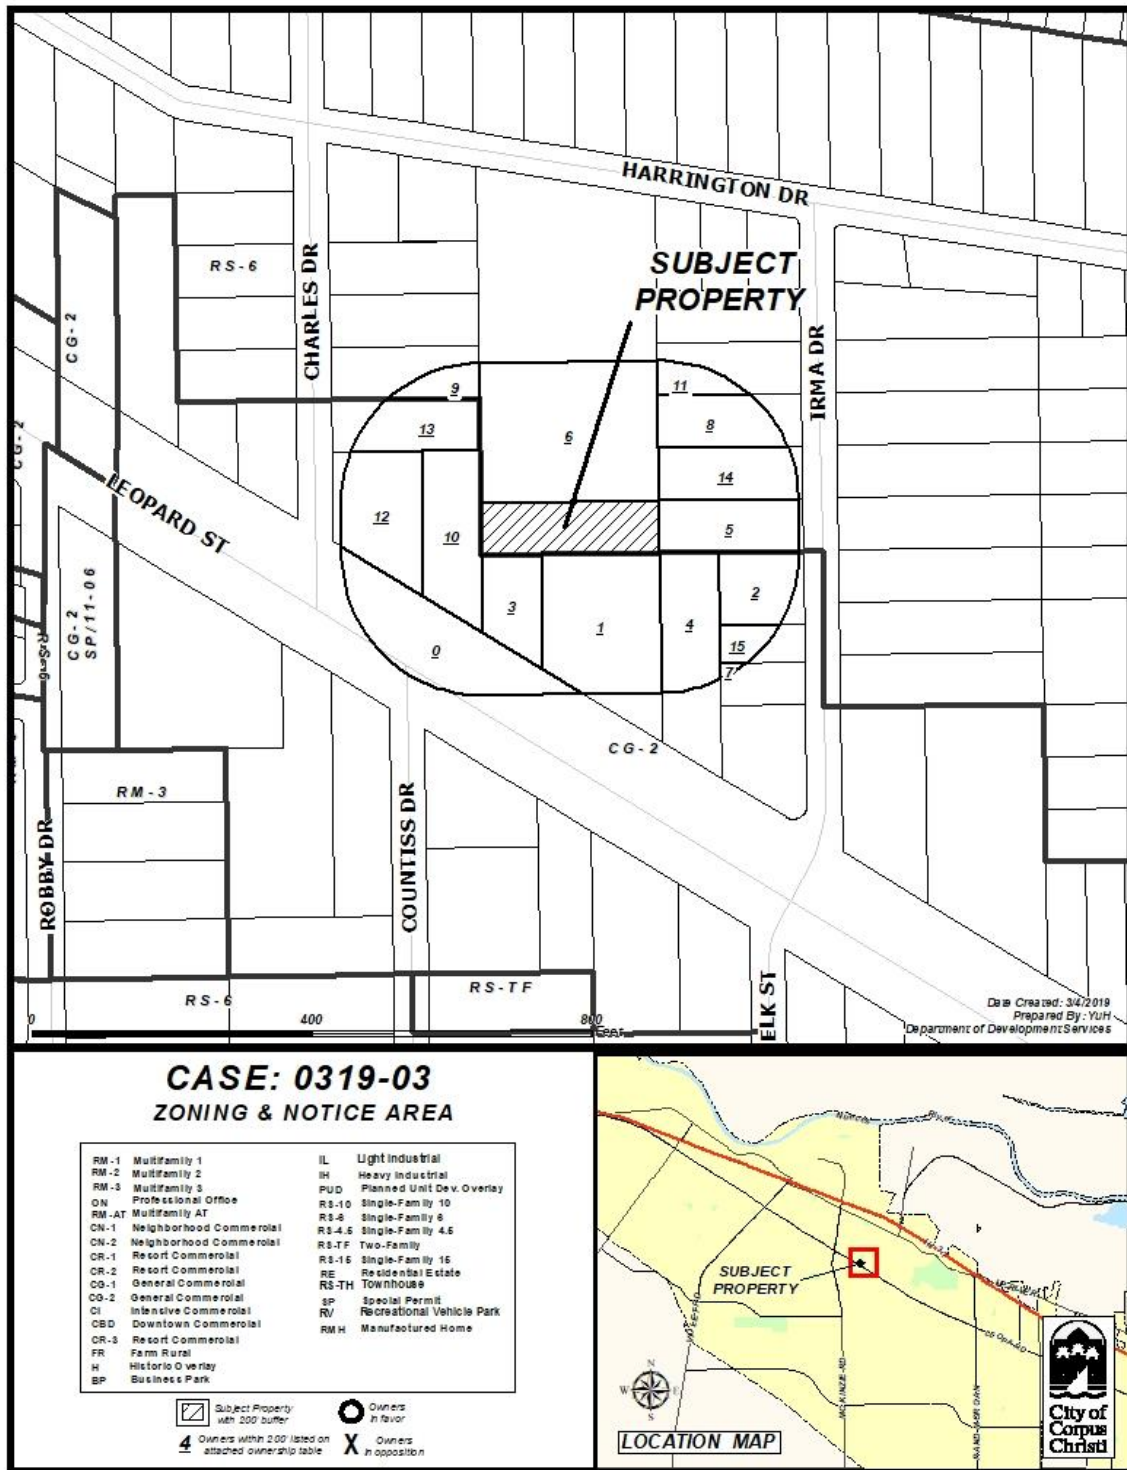 HARRINGTON DR
SUBJECT
PROPERTY
RS-6
CHARLES DR
CG-2
IRMA DR
CG-2
LEOPARD ST
9
11
13
6
8
14
12
10
5
3
1
4
2
15
7
0
CG-2
SP/11-06
RS-6
CG-2
RM-3
ROBBY DR
COUNTISS DR
ELK ST
RS-TF
RS-6
0
400
800
Feet
Date Created: 3/4/2019
Prepared By: YuH
Department of Development Services
CASE: 0319-03
ZONING & NOTICE AREA
RM-1 Multifamily 1
RM-2 Multifamily 2
RM-3 Multifamily 3
ON Professional Office
RM-AT Multifamily AT
CN-1 Neighborhood Commercial
CN-2 Neighborhood Commercial
CR-1 Resort Commercial
CR-2 Resort Commercial
CG-1 General Commercial
CG-2 General Commercial
CI Intensive Commercial
CBD Downtown Commercial
CR-3 Resort Commercial
FR Farm Rural
H Historic Overlay
BP Business Park
IL Light Industrial
IH Heavy Industrial
PUD Planned Unit Dev. Overlay
RS-10 Single-Family 10
RS-6 Single-Family 6
RS-4.5 Single-Family 4.5
RS-TF Two-Family
RS-15 Single-Family 15
RE Residential Estate
RS-TH Townhouse
SP Special Permit
RV Recreational Vehicle Park
RMH Manufactured Home
Subject Property
with 200' buffer
Owners
in favor
4 Owners within 200' listed on
attached ownership table
X Owners
in opposition
Nueces
River
SUBJECT
PROPERTY
MCKINZIE RD
N
W E
S
LOCATION MAP
City of
Corpus
Christi